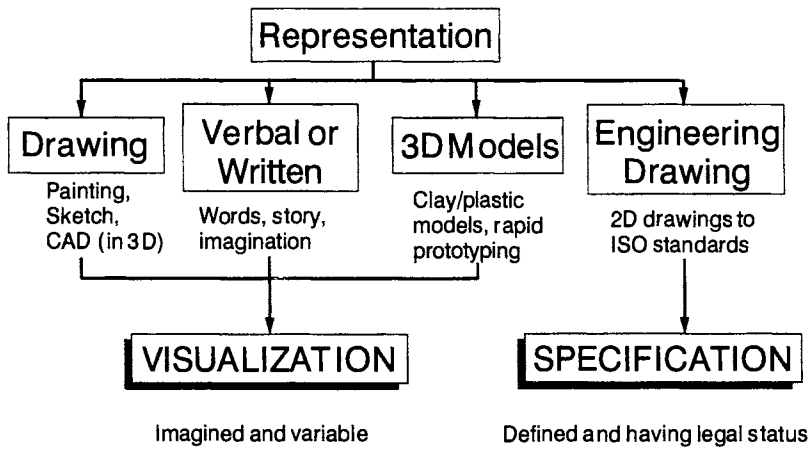 Representation
Drawing
Verbal or
Written
3D Models
Engineering
Drawing
Painting,
Sketch,
CAD (in 3D)
Words, story,
imagination
Clay/plastic
models, rapid
prototyping
2D drawings to
ISO standards
VISUALIZATION
SPECIFICATION
Imagined and variable
Defined and having legal status